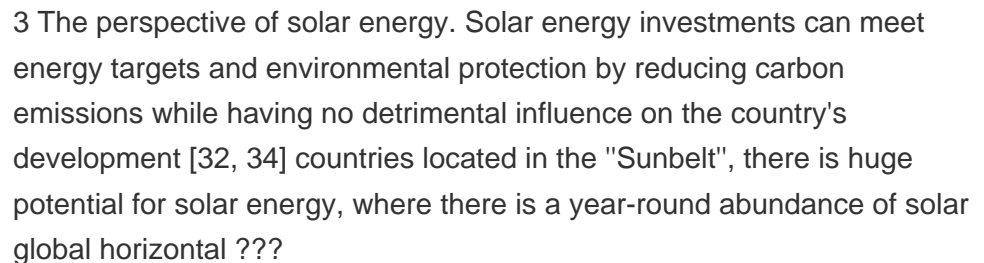 3 The perspective of solar energy. Solar energy investments can meet
energy targets and environmental protection by reducing carbon
emissions while having no detrimental influence on the country's
development [32, 34] countries located in the "Sunbelt", there is huge
potential for solar energy, where there is a year-round abundance of solar
global horizontal ???